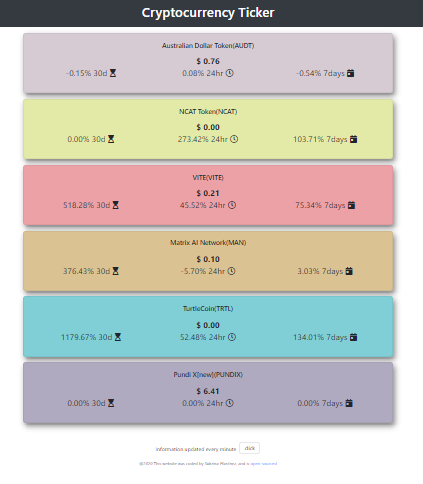 Cryptocurrency Ticker
Australian Dollar Token(AUDT)
$ 0.76
-0.15% 30d 0.08% 24hr -0.54% 7days
NCAT Token(NCAT)
$ 0.00
0.00% 30d 273.42% 24hr 103.71% 7days
VITE(VITE)
$ 0.21
518.28% 30d 45.52% 24hr 75.34% 7days
Matrix AI Network(MAN)
$ 0.10
376.43% 30d -5.70% 24hr 3.03% 7days
TurtleCoin(TRTL)
$ 0.00
1179.67% 30d 52.48% 24hr 134.01% 7days
Pundi X[new](PUNDIX)
$ 6.41
0.00% 30d 0.00% 24hr 0.00% 7days
Information updated every minute click
@2020 This website was coded by Martinez, and is open-sourced